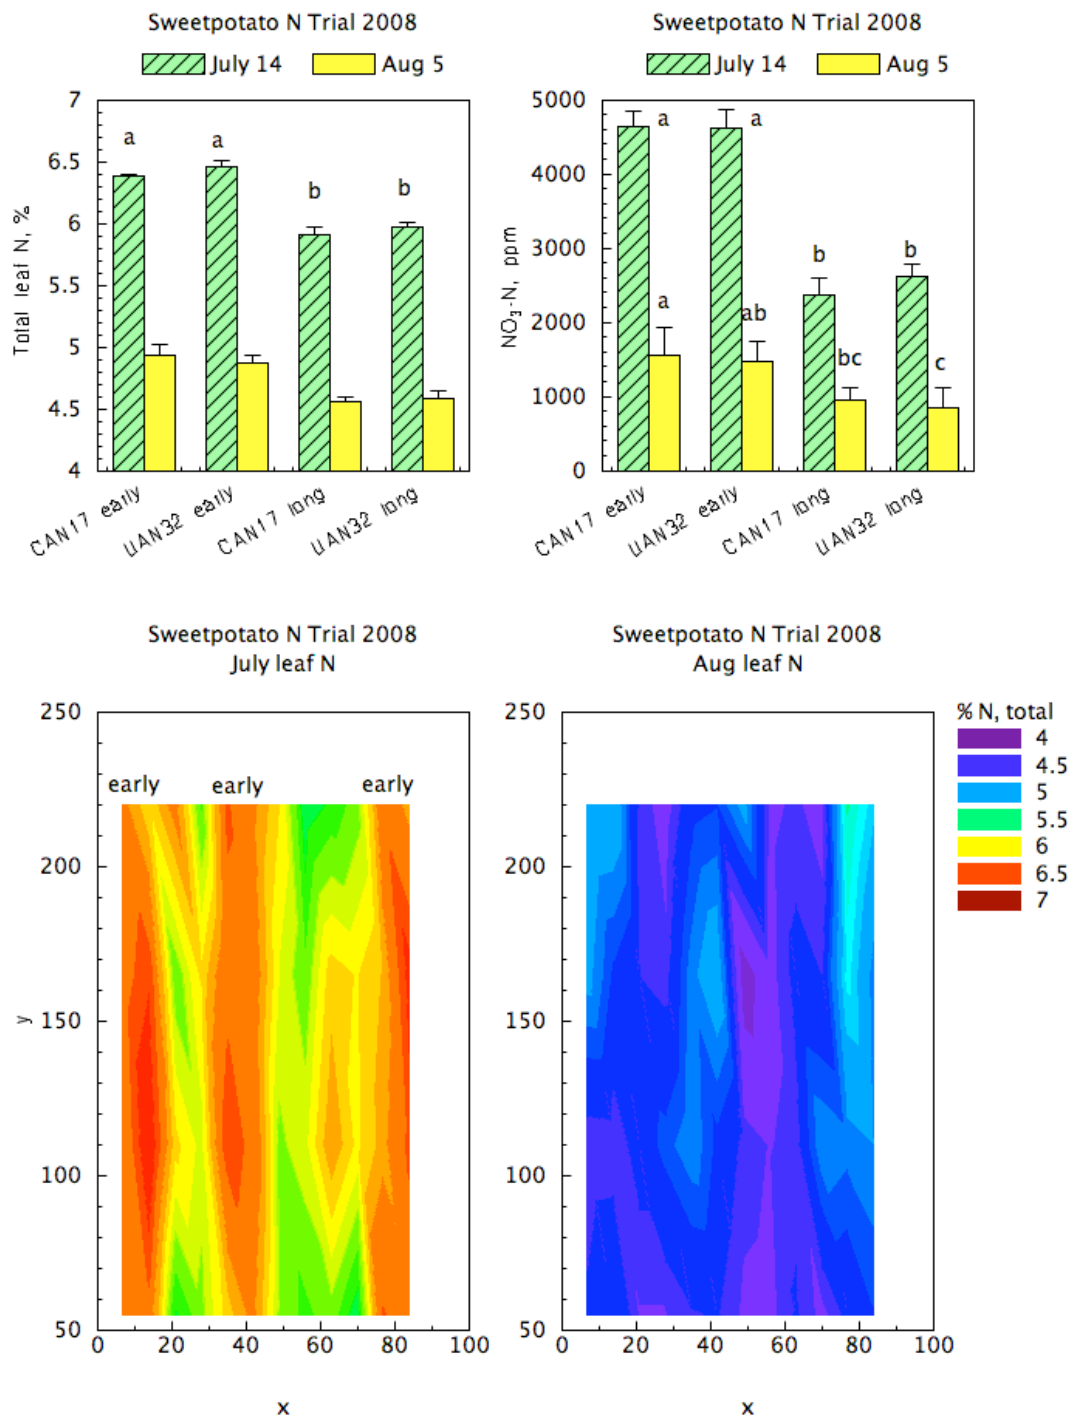 Sweetpotato N Trial 2008
July 14 Aug 5
7
6.5
6
5.5
5
4.5
4
Total leaf N, %
a
a
b
b
CAN17 early
UAN32 early
CAN17 long
UAN32 long
Sweetpotato N Trial 2008
July 14 Aug 5
5000
4000
3000
2000
1000
0
NO₃-N, ppm
a
a
b
b
a
ab
bc
c
CAN17 early
UAN32 early
CAN17 long
UAN32 long
Sweetpotato N Trial 2008
July leaf N
250
200
150
100
50
y
early early early
0 20 40 60 80 100
x
Sweetpotato N Trial 2008
Aug leaf N
250
200
150
100
50
0 20 40 60 80 100
x
% N, total
4
4.5
5
5.5
6
6.5
7